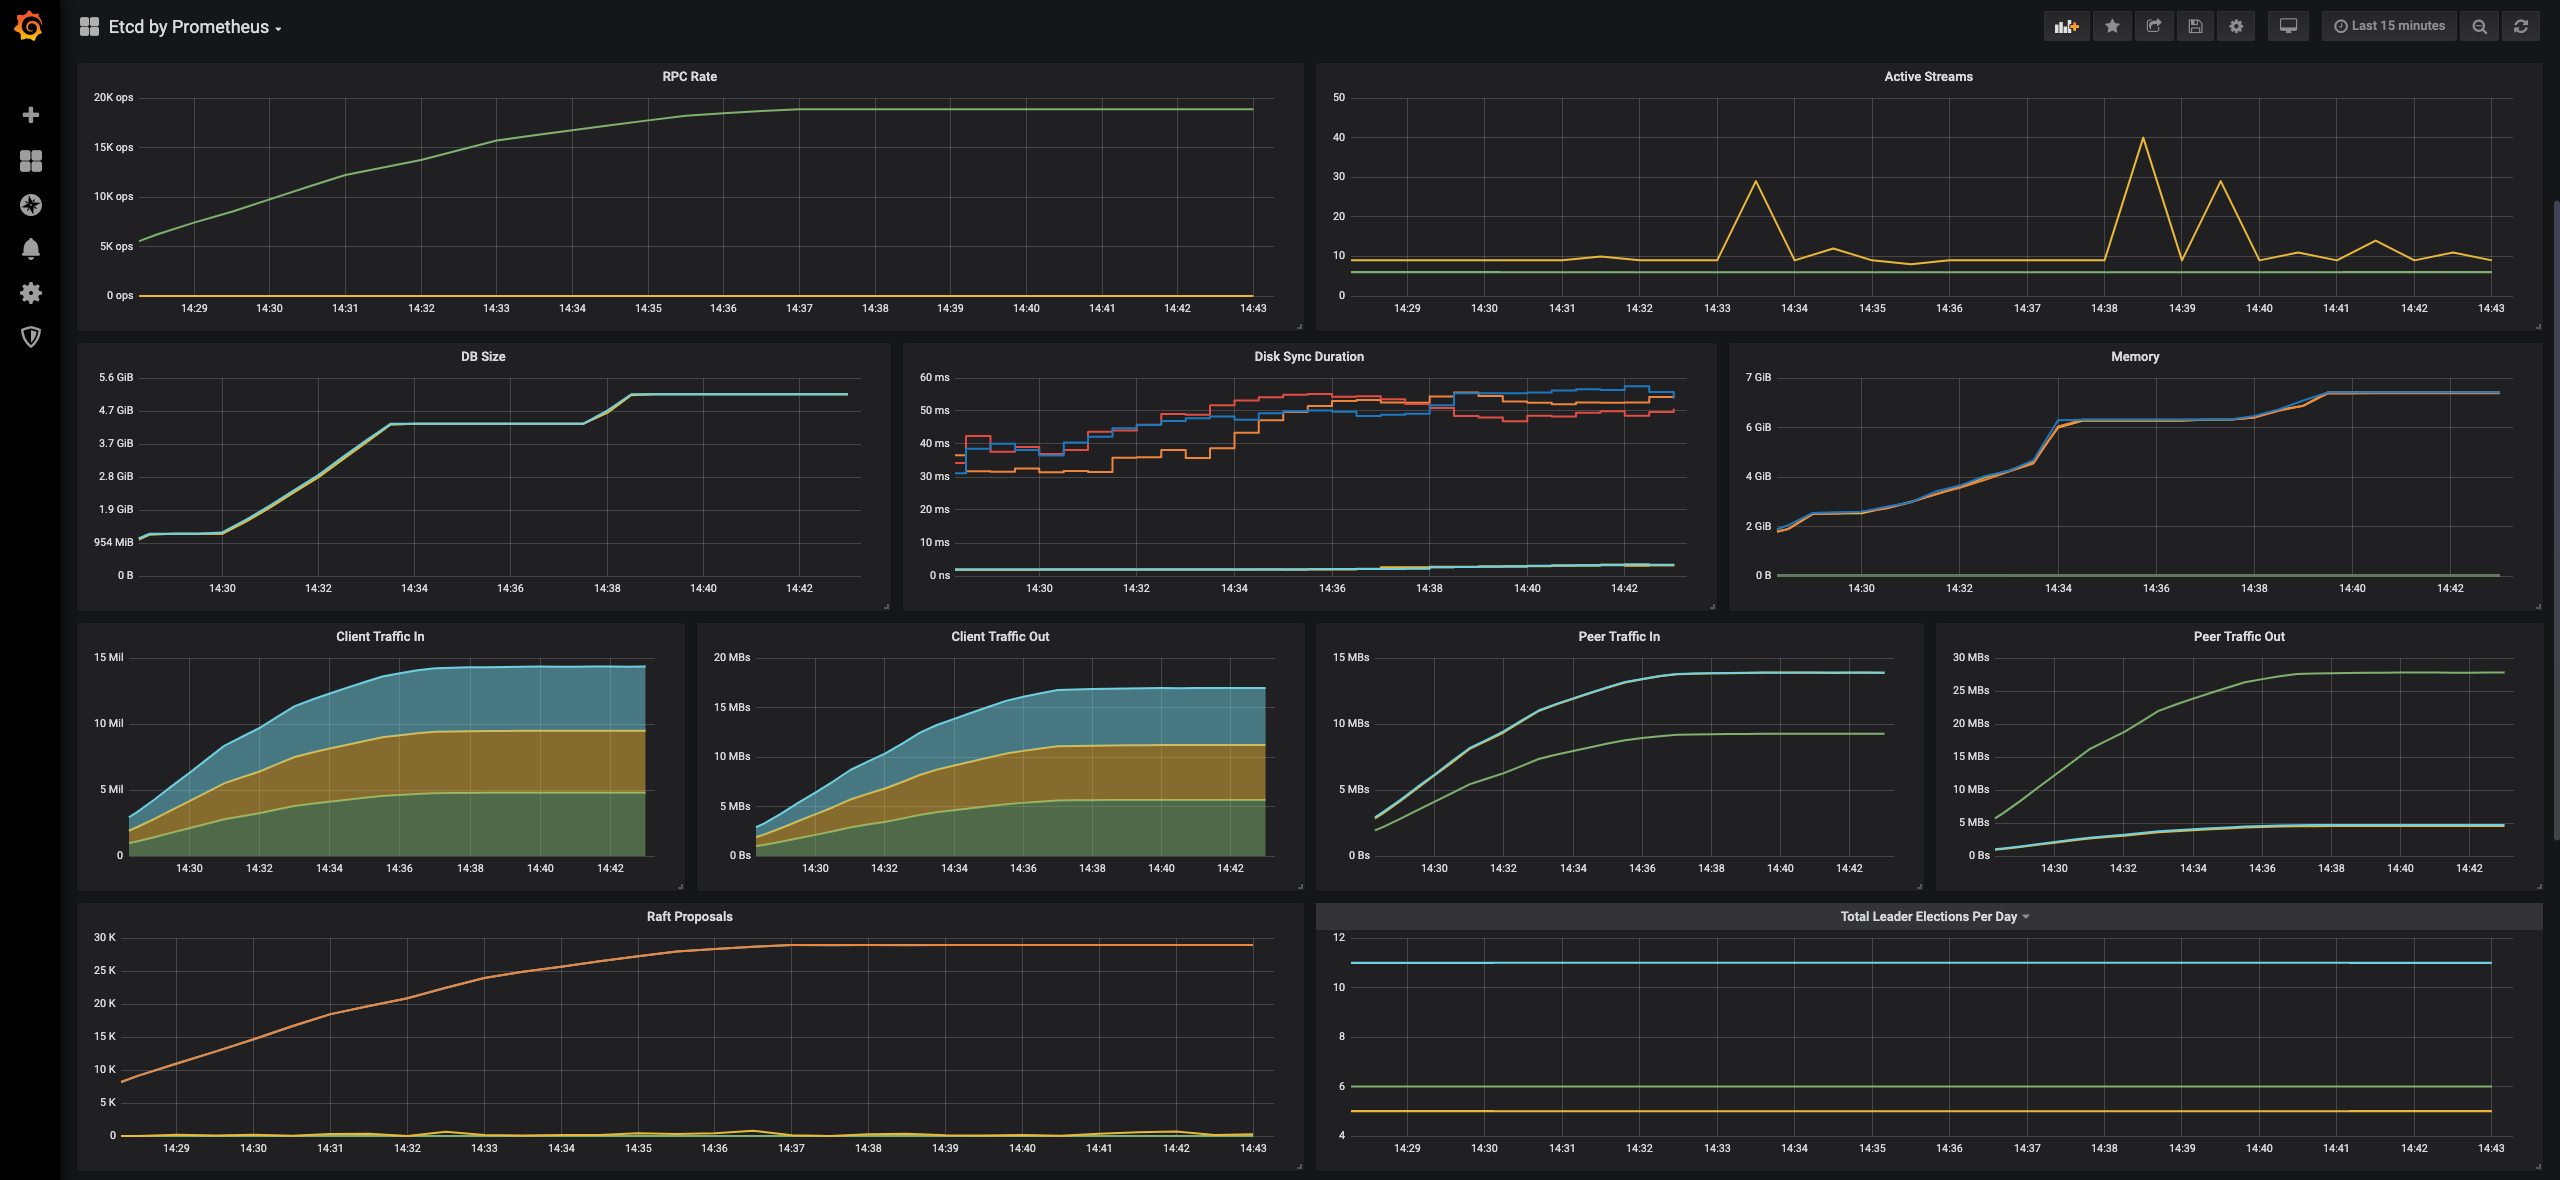 Etcd by Prometheus
Last 15 minutes
RPC Rate
20K ops
15K ops
10K ops
5K ops
0 ops
14:29 14:30 14:31 14:32 14:33 14:34 14:35 14:36 14:37 14:38 14:39 14:40 14:41 14:42 14:43
Active Streams
50
40
30
20
10
0
14:29 14:30 14:31 14:32 14:33 14:34 14:35 14:36 14:37 14:38 14:39 14:40 14:41 14:42 14:43
DB Size
5.6 GiB
4.7 GiB
3.7 GiB
2.8 GiB
1.9 GiB
954 MiB
0 B
14:30 14:32 14:34 14:36 14:38 14:40 14:42
Disk Sync Duration
60 ms
50 ms
40 ms
30 ms
20 ms
10 ms
0 ns
14:30 14:32 14:34 14:36 14:38 14:40 14:42
Memory
7 GiB
6 GiB
4 GiB
2 GiB
0 B
14:30 14:32 14:34 14:36 14:38 14:40 14:42
Client Traffic In
15 Mil
10 Mil
5 Mil
0
14:30 14:32 14:34 14:36 14:38 14:40 14:42
Client Traffic Out
20 MBs
15 MBs
10 MBs
5 MBs
0 Bs
14:30 14:32 14:34 14:36 14:38 14:40 14:42
Peer Traffic In
15 MBs
10 MBs
5 MBs
0 Bs
14:30 14:32 14:34 14:36 14:38 14:40 14:42
Peer Traffic Out
30 MBs
25 MBs
20 MBs
15 MBs
10 MBs
5 MBs
0 Bs
14:30 14:32 14:34 14:36 14:38 14:40 14:42
Raft Proposals
30 K
25 K
20 K
15 K
10 K
5 K
0
14:29 14:30 14:31 14:32 14:33 14:34 14:35 14:36 14:37 14:38 14:39 14:40 14:41 14:42 14:43
Total Leader Elections Per Day
12
10
8
6
4
14:29 14:30 14:31 14:32 14:33 14:34 14:35 14:36 14:37 14:38 14:39 14:40 14:41 14:42 14:43